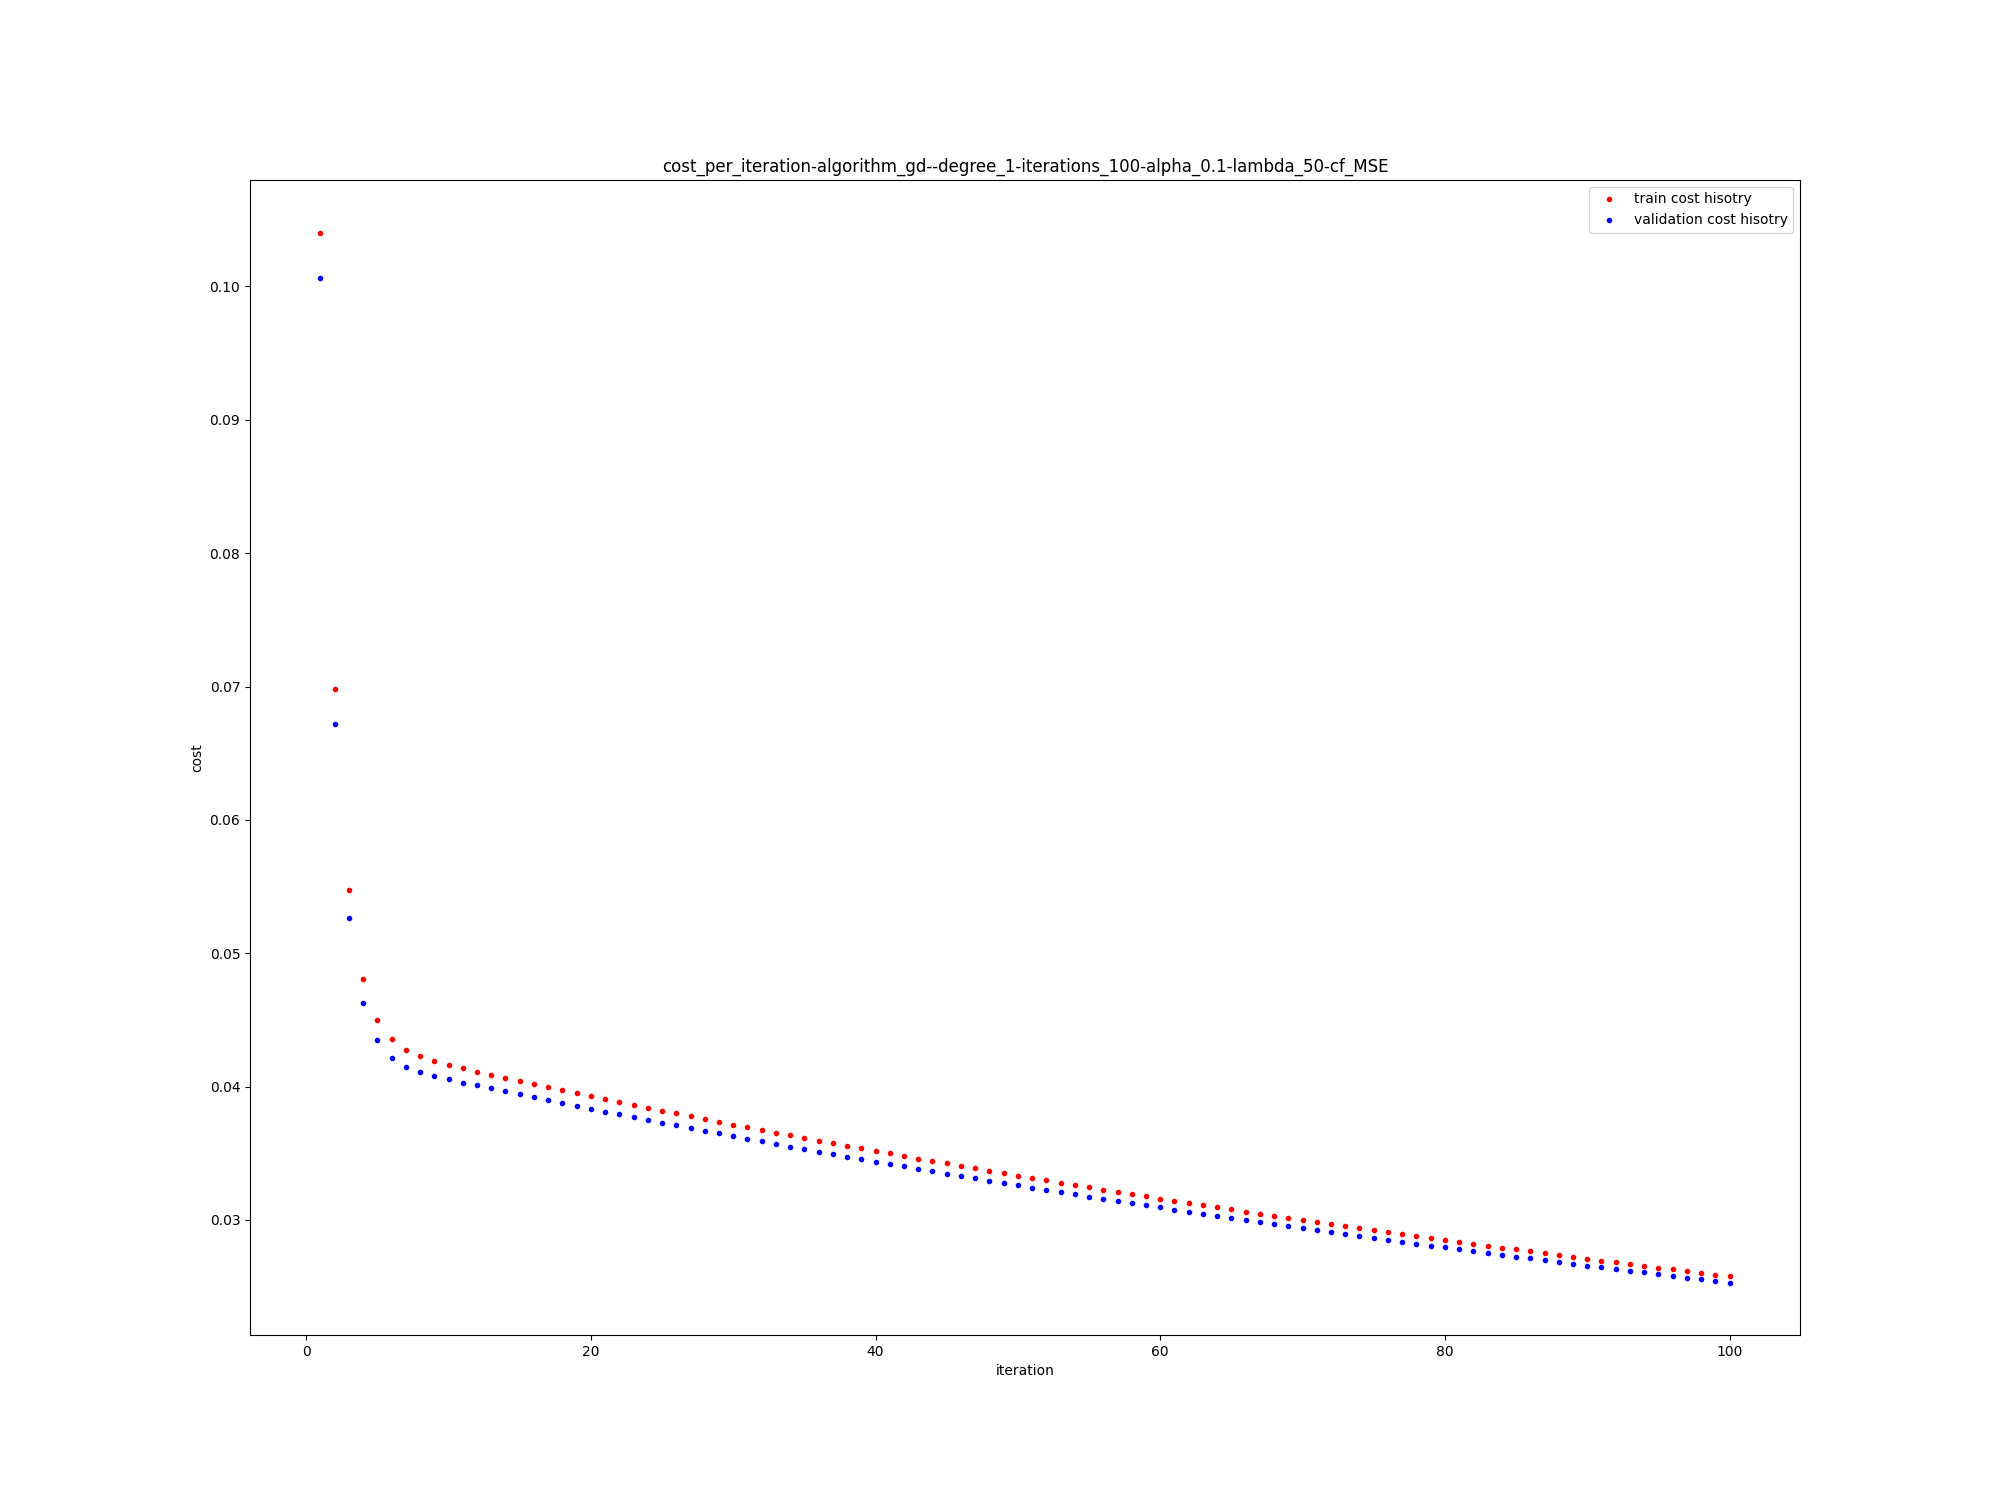 cost_per_iteration-algorithm_gd--degree_1-iterations_100-alpha_0.1-lambda_50-cf_MSE
train cost hisotry
validation cost hisotry
0.10
0.09
0.08
0.07
0.06
0.05
0.04
0.03
cost
0 20 40 60 80 100
iteration